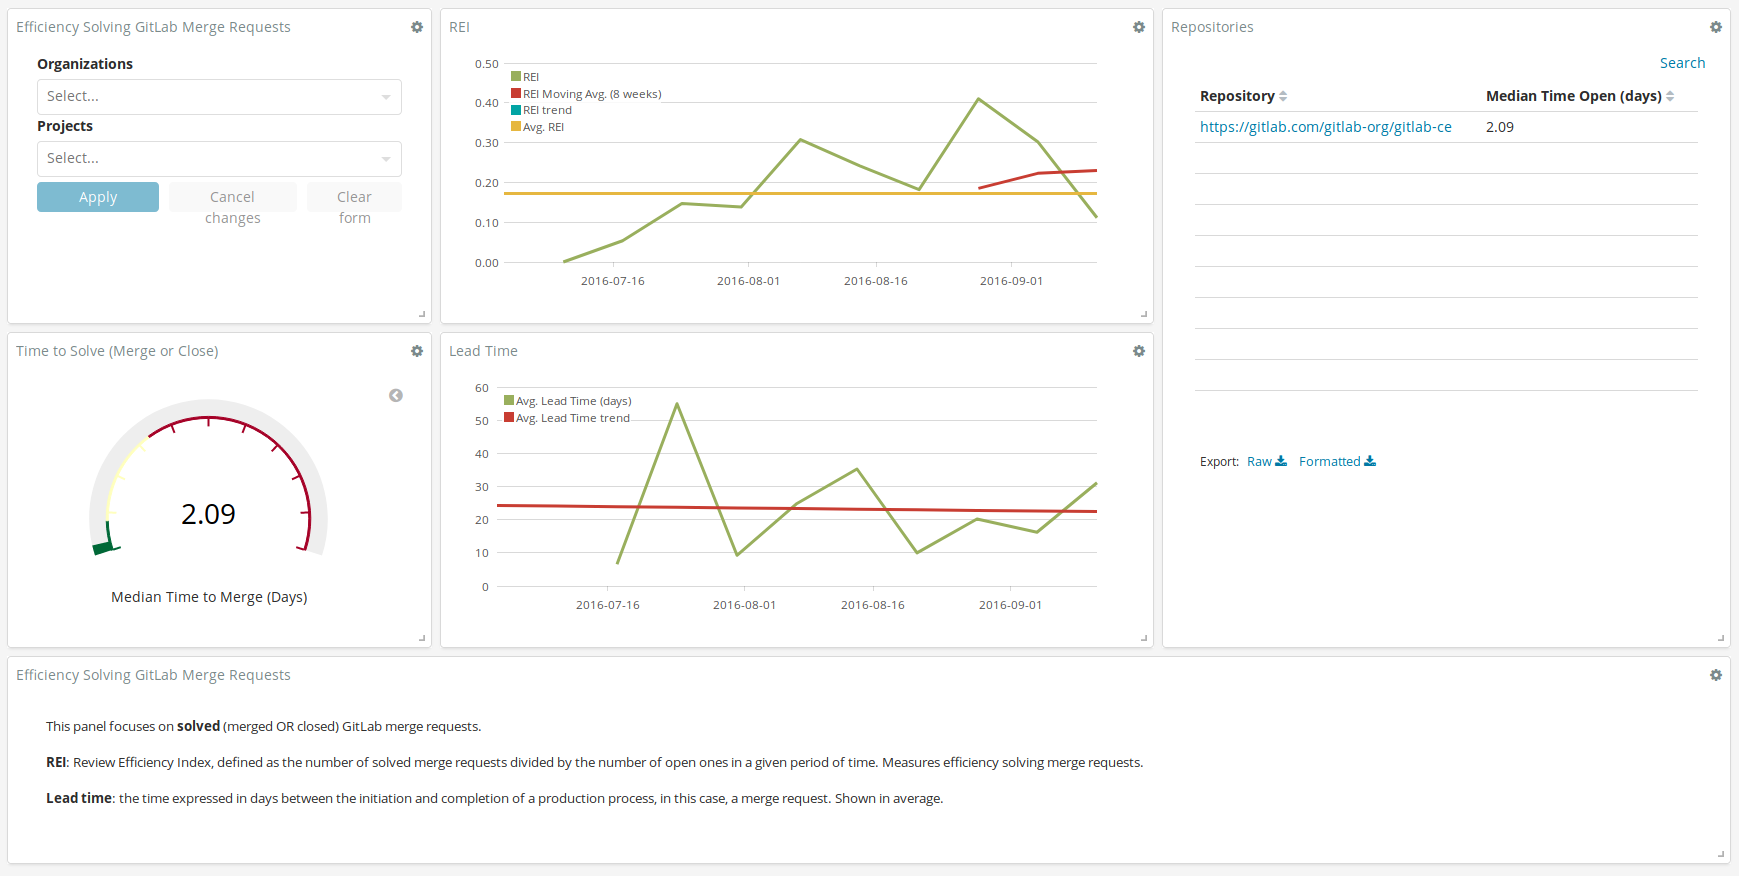 Efficiency Solving GitLab Merge Requests
Organizations
Select...
Projects
Select...
Apply
Cancel changes
Clear form
REI
0.50
0.40
0.30
0.20
0.10
0.00
REI
REI Moving Avg. (8 weeks)
REI trend
Avg. REI
2016-07-16 2016-08-01 2016-08-16 2016-09-01
Repositories
Search
Repository Median Time Open (days)
https://gitlab.com/gitlab-org/gitlab-ce 2.09
Export: Raw Formatted
Time to Solve (Merge or Close)
2.09
Median Time to Merge (Days)
Lead Time
60
50
40
30
20
10
0
Avg. Lead Time (days)
Avg. Lead Time trend
2016-07-16 2016-08-01 2016-08-16 2016-09-01
Efficiency Solving GitLab Merge Requests
This panel focuses on solved (merged OR closed) GitLab merge requests.
REI: Review Efficiency Index, defined as the number of solved merge requests divided by the number of open ones in a given period of time. Measures efficiency solving merge requests.
Lead time: the time expressed in days between the initiation and completion of a production process, in this case, a merge request. Shown in average.